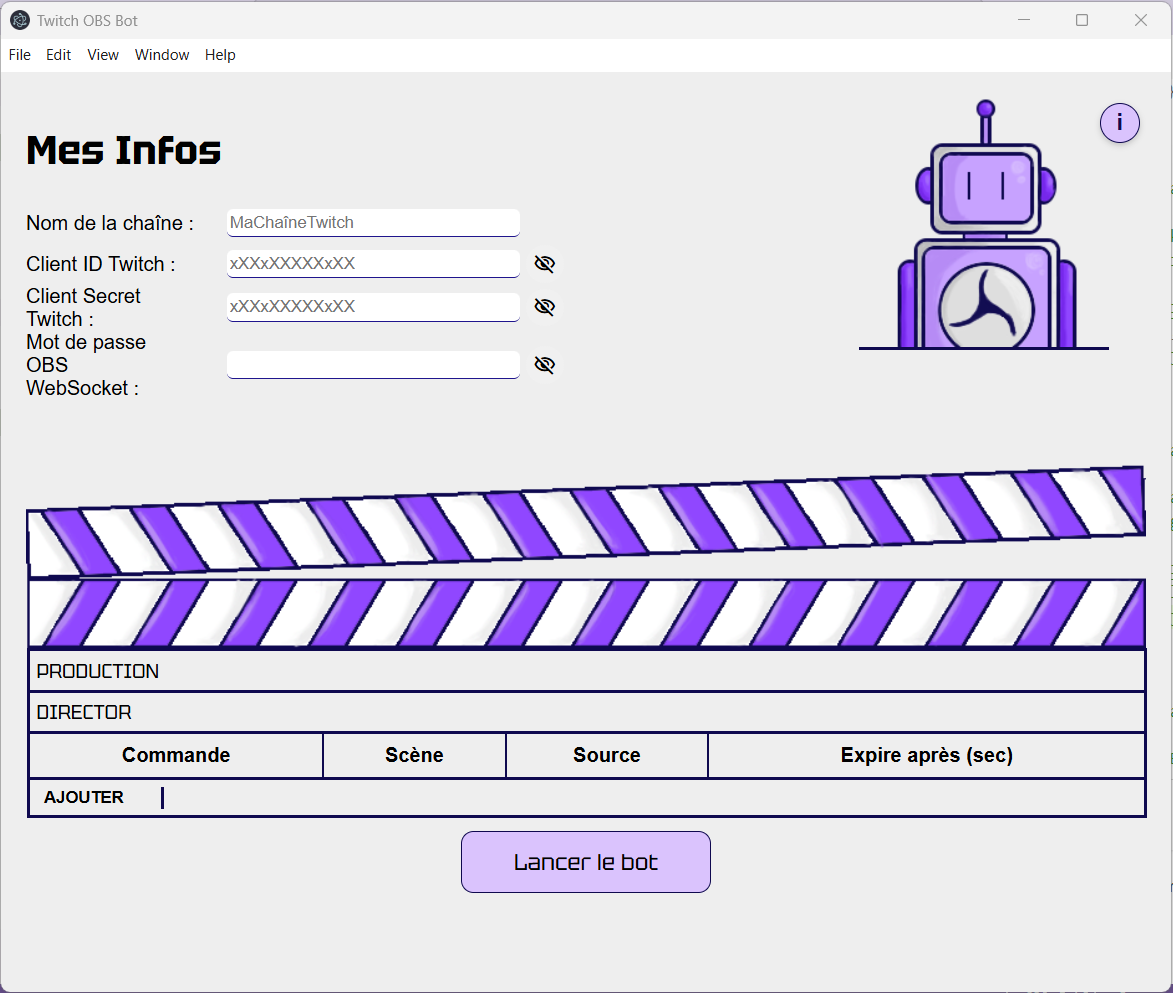 Twitch OBS Bot
File Edit View Window Help
i
Mes Infos
Nom de la chaîne : MaChaîneTwitch
Client ID Twitch : xXXxXXXXXxXX
Client Secret
Twitch : xXXxXXXXXxXX
Mot de passe
OBS
WebSocket :
PRODUCTION
DIRECTOR
Commande Scène Source Expire après (sec)
AJOUTER
Lancer le bot